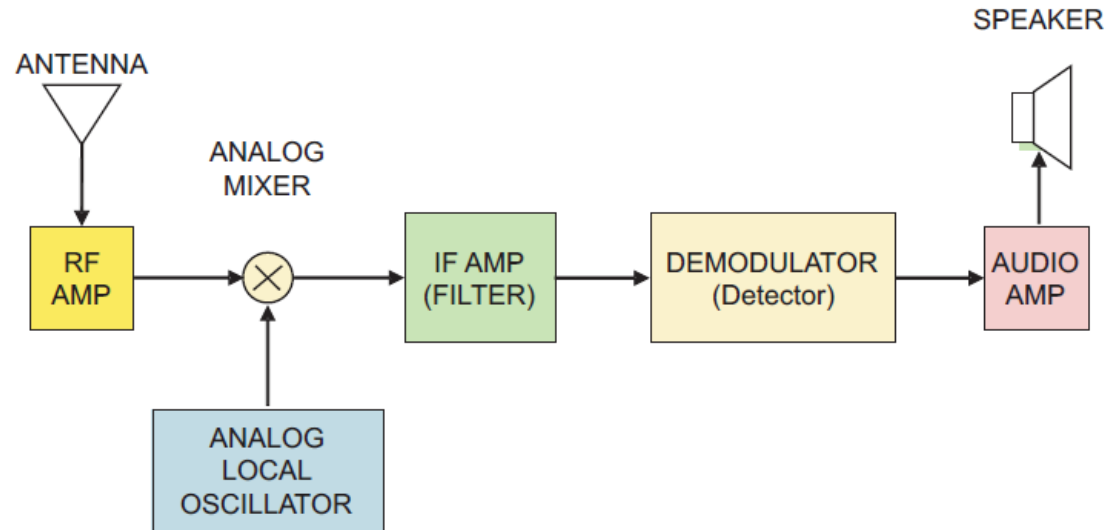 SPEAKER
ANTENNA
ANALOG
MIXER
RF
AMP
IF AMP
(FILTER)
DEMODULATOR
(Detector)
AUDIO
AMP
ANALOG
LOCAL
OSCILLATOR